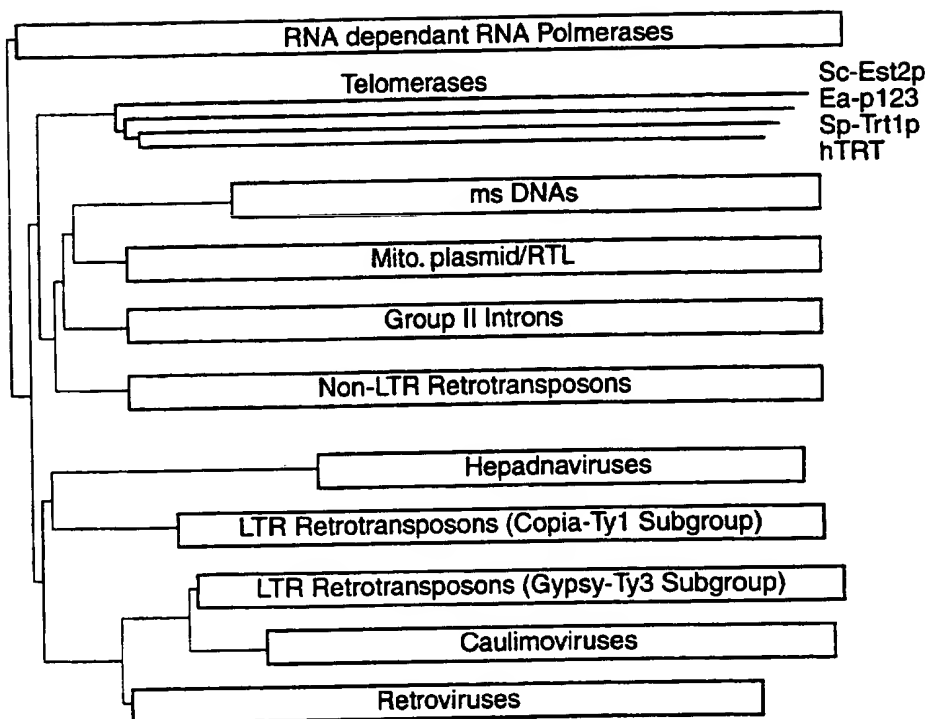 RNA dependant RNA Polmerases
Telomerases
Sc-Est2p
Ea-p123
Sp-Trt1p
hTRT
ms DNAs
Mito. plasmid/RTL
Group II Introns
Non-LTR Retrotransposons
Hepadnaviruses
LTR Retrotransposons (Copia-Ty1 Subgroup)
LTR Retrotransposons (Gypsy-Ty3 Subgroup)
Caulimoviruses
Retroviruses